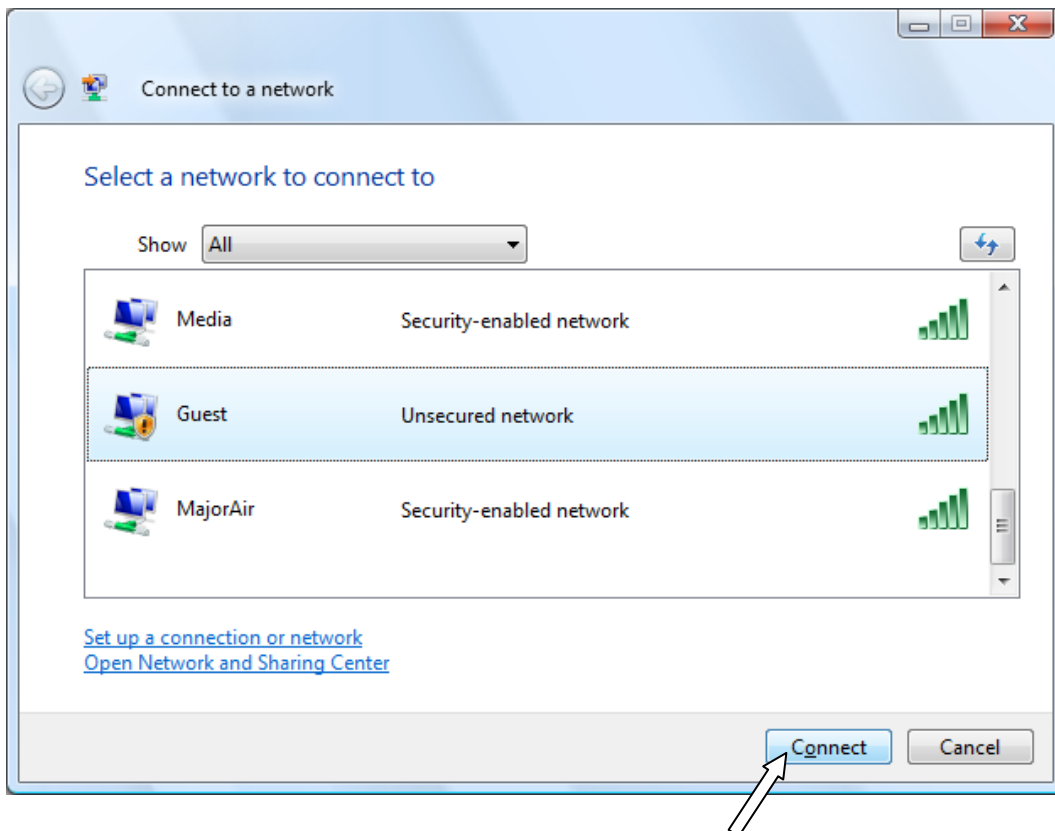 Connect to a network
Select a network to connect to
Show All
Media Security-enabled network
Guest Unsecured network
MajorAir Security-enabled network
Set up a connection or network
Open Network and Sharing Center
Connect Cancel